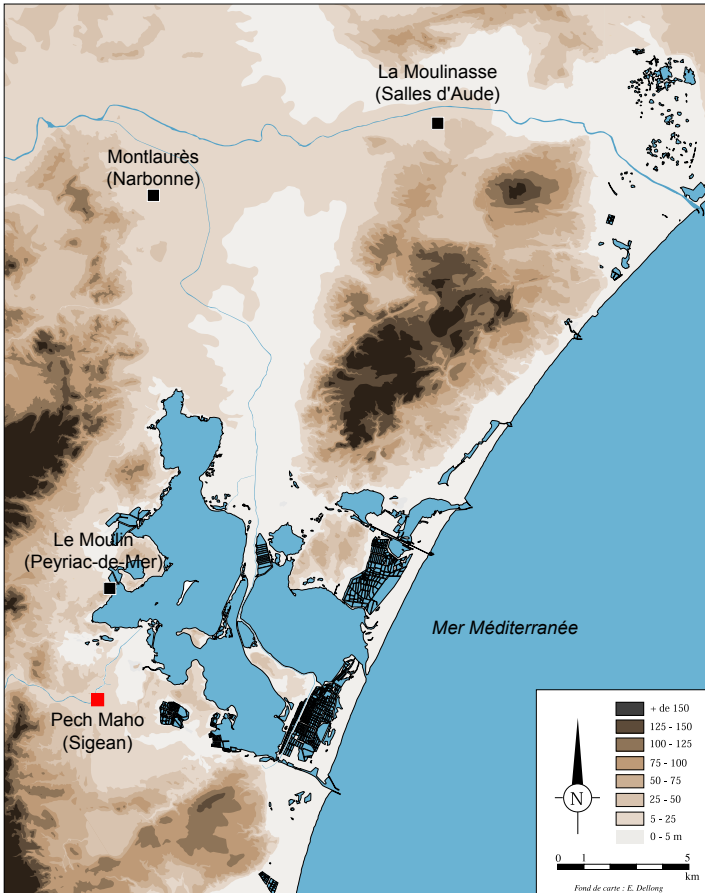 La Moulinasse
(Salles d'Aude)
Montlaurès
(Narbonne)
Le Moulin
(Peyriac-de-Mer)
Mer Méditerranée
Pech Maho
(Sigean)
+ de 150
125 - 150
100 - 125
75 - 100
50 - 75
25 - 50
5 - 25
0 - 5 m
N
0 1 5
km
Fond de carte : E. Dellong